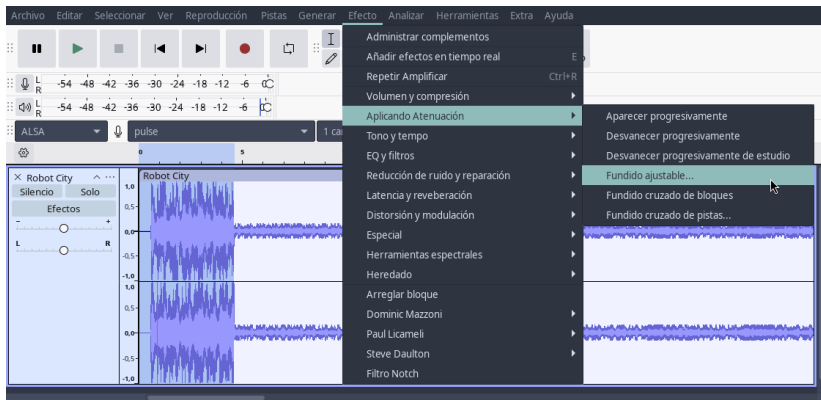 Archivo Editar Seleccionar Ver Reproducción Pistas Generar Efecto Analizar Herramientas Extra Ayuda
Administrar complementos
Añadir efectos en tiempo real E
Repetir Amplificar Ctrl+R
Volumen y compresión
Aplicando Atenuación
Tono y tempo
EQ y filtros
Reducción de ruido y reparación
Latencia y reveberación
Distorsión y modulación
Especial
Herramientas espectrales
Heredado
Arreglar bloque
Dominic Mazzoni
Paul Licameli
Steve Daulton
Filtro Notch
Aparecer progresivamente
Desvanecer progresivamente
Desvanecer progresivamente de estudio
Fundido ajustable...
Fundido cruzado de bloques
Fundido cruzado de pistas...
L
R
-54 -48 -42 -36 -30 -24 -18 -12 -6
L
R
-54 -48 -42 -36 -30 -24 -18 -12 -6
ALSA pulse 1 ca
0 5
Robot City
Silencio Solo
Efectos
- +
L R
Robot City
1,0
0,5-
0,0-
-0,5-
-1,0
1,0
0,5-
0,0-
-0,5-
-1,0